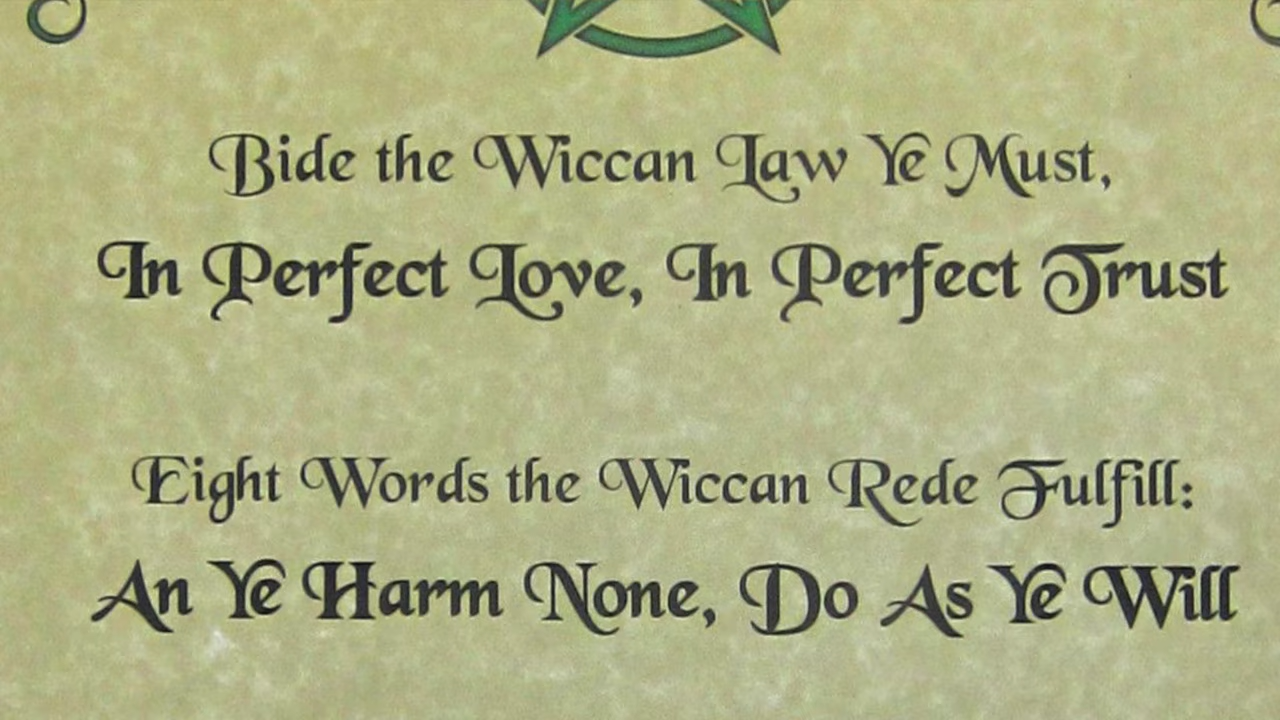 Bide the Wiccan Law Ye Must,
In Perfect Love, In Perfect Trust
Eight Words the Wiccan Rede Fulfill:
An Ye Harm None, Do As Ye Will